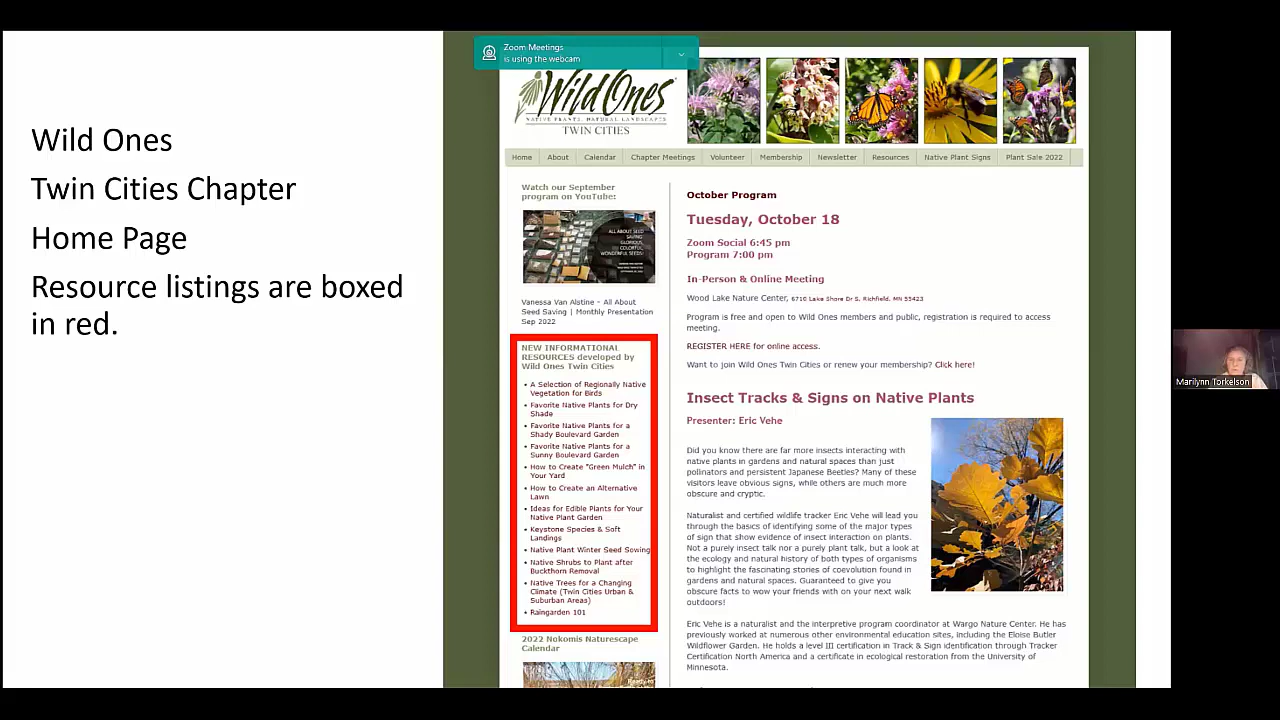 Wild Ones
Twin Cities Chapter
Home Page
Resource listings are boxed
in red.
Zoom Meetings
is using the webcam
Wild Ones
NATIVE PLANTS, NATURAL LANDSCAPES
TWIN CITIES
Home About Calendar Chapter Meetings Volunteer Membership Newsletter Resources Native Plant Signs Plant Sale 2022
Watch our September
program on YouTube:
ALL ABOUT SEED
SAVING:
GLORIOUS,
COLORFUL,
WONDERFUL SEEDS!
Vanessa Van Alstine - All About
Seed Saving | Monthly Presentation
Sep 2022
NEW INFORMATIONAL
RESOURCES developed by
Wild Ones Twin Cities
• A Selection of Regionally Native
Vegetation for Birds
• Favorite Native Plants for Dry
Shade
• Favorite Native Plants for a
Shady Boulevard Garden
• Favorite Native Plants for a
Sunny Boulevard Garden
• How to Create "Green Mulch" in
Your Yard
• How to Create an Alternative
Lawn
• Ideas for Edible Plants for Your
Native Plant Garden
• Keystone Species & Soft
Landings
• Native Plant Winter Seed Sowing
• Native Shrubs to Plant after
Buckthorn Removal
• Native Trees for a Changing
Climate (Twin Cities Urban &
Suburban Areas)
• Raingarden 101
2022 Nokomis Naturescape
Calendar
October Program
Tuesday, October 18
Zoom Social 6:45 pm
Program 7:00 pm
In-Person & Online Meeting
Wood Lake Nature Center, 6710 Lake Shore Dr S, Richfield, MN 55423
Program is free and open to Wild Ones members and public, registration is required to access
meeting.
REGISTER HERE for online access.
Want to join Wild Ones Twin Cities or renew your membership? Click here!
Insect Tracks & Signs on Native Plants
Presenter: Eric Vehe
Did you know there are far more insects interacting with
native plants in gardens and natural spaces than just
pollinators and persistent Japanese Beetles? Many of these
visitors leave obvious signs, while others are much more
obscure and cryptic.
Naturalist and certified wildlife tracker Eric Vehe will lead you
through the basics of identifying some of the major types
of sign that show evidence of insect interaction on plants.
Not a purely insect talk nor a purely plant talk, but a look at
the ecology and natural history of both types of organisms
to highlight the fascinating stories of coevolution found in
gardens and natural spaces. Guaranteed to give you
obscure facts to wow your friends with on your next walk
outdoors!
Eric Vehe is a naturalist and the interpretive program coordinator at Wargo Nature Center. He has
previously worked at numerous other environmental education sites, including the Eloise Butler
Wildflower Garden. He holds a level III certification in Track & Sign identification through Tracker
Certification North America and a certificate in ecological restoration from the University of
Minnesota.
Marilynn Torkelson